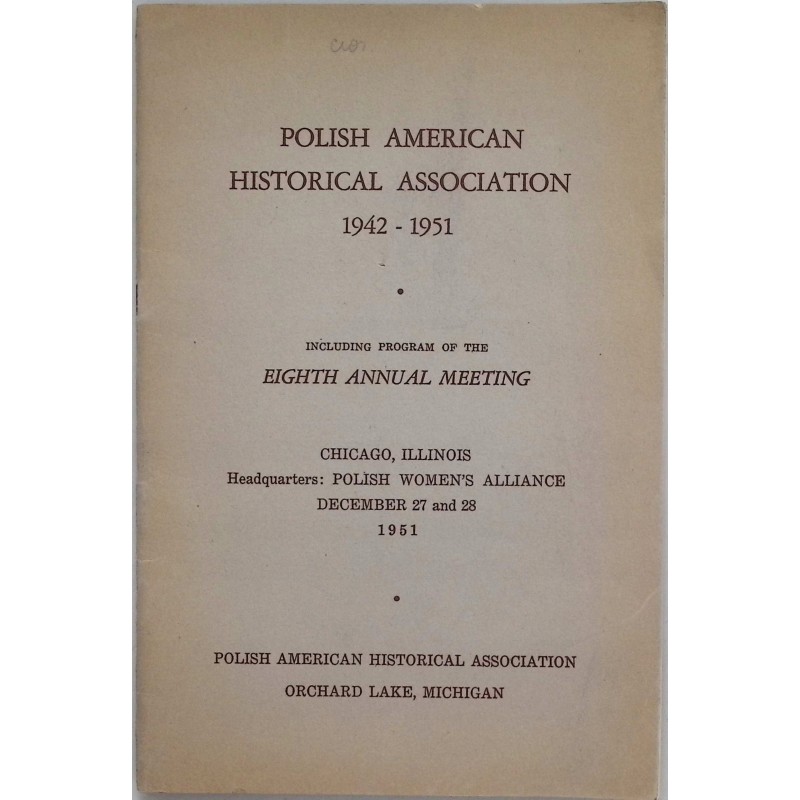 POLISH AMERICAN
HISTORICAL ASSOCIATION
1942 - 1951
INCLUDING PROGRAM OF THE
EIGHTH ANNUAL MEETING
CHICAGO, ILLINOIS
Headquarters: POLISH WOMEN'S ALLIANCE
DECEMBER 27 and 28
1951
POLISH AMERICAN HISTORICAL ASSOCIATION
ORCHARD LAKE, MICHIGAN